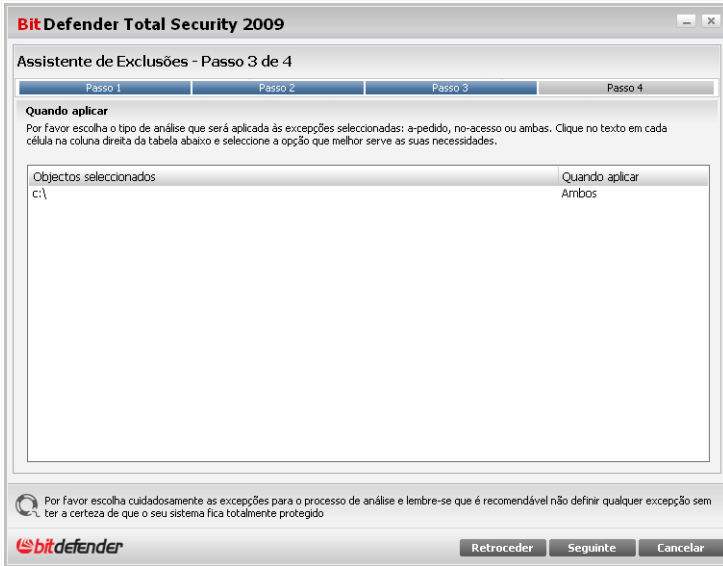 BitDefender Total Security 2009
Assistente de Exclusões - Passo 3 de 4
Passo 1 Passo 2 Passo 3 Passo 4
Quando aplicar
Por favor escolha o tipo de análise que será aplicada às excepções seleccionadas: a-pedido, no-acesso ou ambas. Clique no texto em cada
célula na coluna direita da tabela abaixo e seleccione a opção que melhor serve as suas necessidades.
Objectos seleccionados Quando aplicar
c:\ Ambos
Por favor escolha cuidadosamente as excepções para o processo de análise e lembre-se que é recomendável não definir qualquer excepção sem
ter a certeza de que o seu sistema fica totalmente protegido
bitdefender Retroceder Seguinte Cancelar